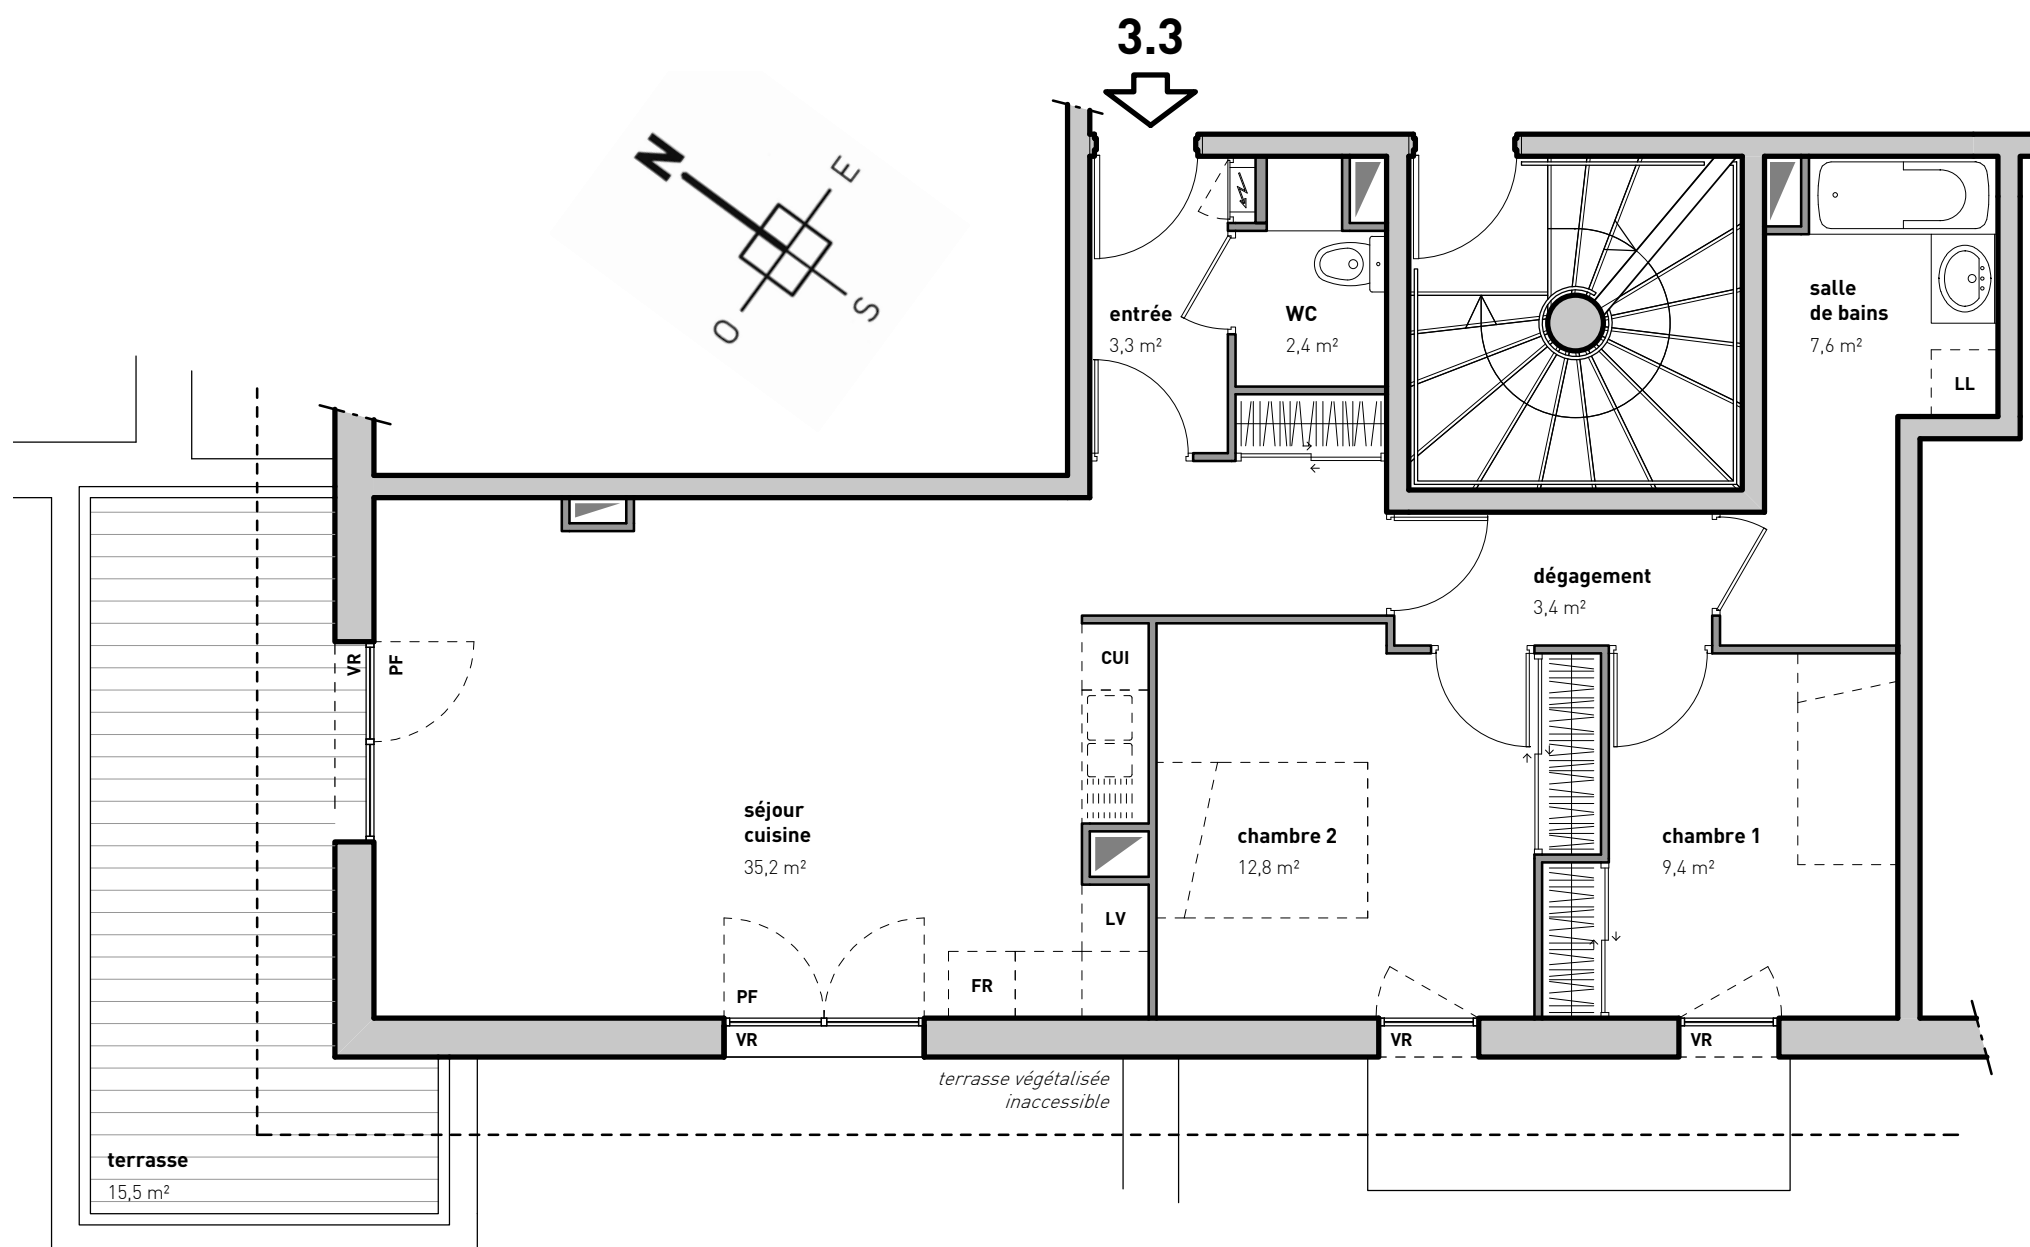 3.3
N
E
S
O
entrée
3,3 m²
WC
2,4 m²
salle
de bains
7,6 m²
LL
dégagement
3,4 m²
VR
PF
CUI
séjour
cuisine
35,2 m²
chambre 2
12,8 m²
chambre 1
9,4 m²
LV
FR
PF
VR
VR
VR
terrasse végétalisée
inaccessible
terrasse
15,5 m²